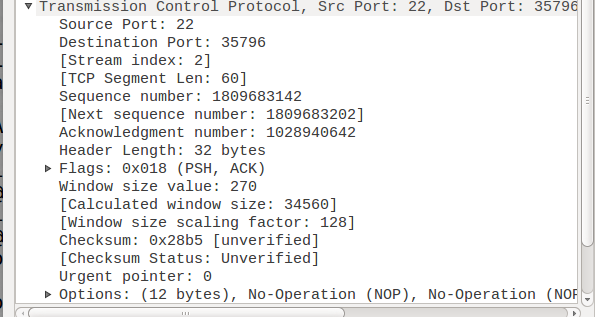 Transmission Control Protocol, Src Port: 22, Dst Port: 35796
Source Port: 22
Destination Port: 35796
[Stream index: 2]
[TCP Segment Len: 60]
Sequence number: 1809683142
[Next sequence number: 1809683202]
Acknowledgment number: 1028940642
Header Length: 32 bytes
Flags: 0x018 (PSH, ACK)
Window size value: 270
[Calculated window size: 34560]
[Window size scaling factor: 128]
Checksum: 0x28b5 [unverified]
[Checksum Status: Unverified]
Urgent pointer: 0
Options: (12 bytes), No-Operation (NOP), No-Operation (NOP